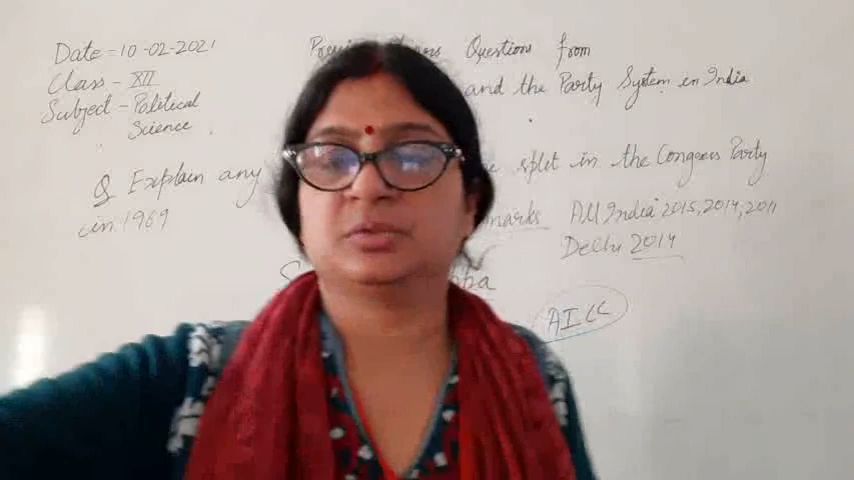 Date = 10-02-2021
Class - XII
Subject - Political
Science
Questions from
and the Party System in India
Q Explain any split in the Congress Party
in 1969
marks All India 2015, 2014, 2011
Delhi 2014
AICC